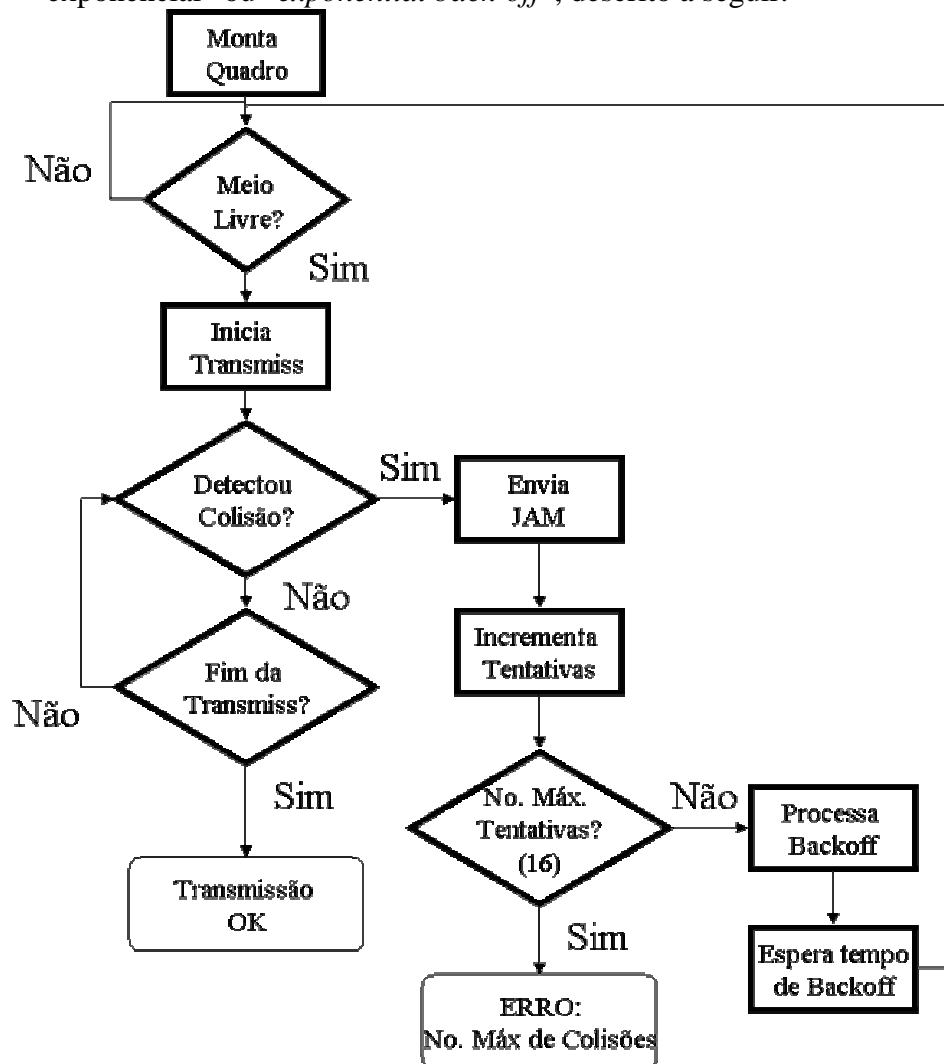 exponencial" ou "exponential back-off", descrito a seguir:
Monta
Quadro
Não
Meio
Livre?
Sim
Inicia
Transmiss
Detectou
Colisão?
Sim
Envia
JAM
Não
Incrementa
Tentativas
Fim da
Transmiss?
Não
Sim
No. Máx.
Tentativas?
(16)
Não
Processa
Backoff
Transmissão
OK
Sim
Espera tempo
de Backoff
ERRO:
No. Máx de Colisões